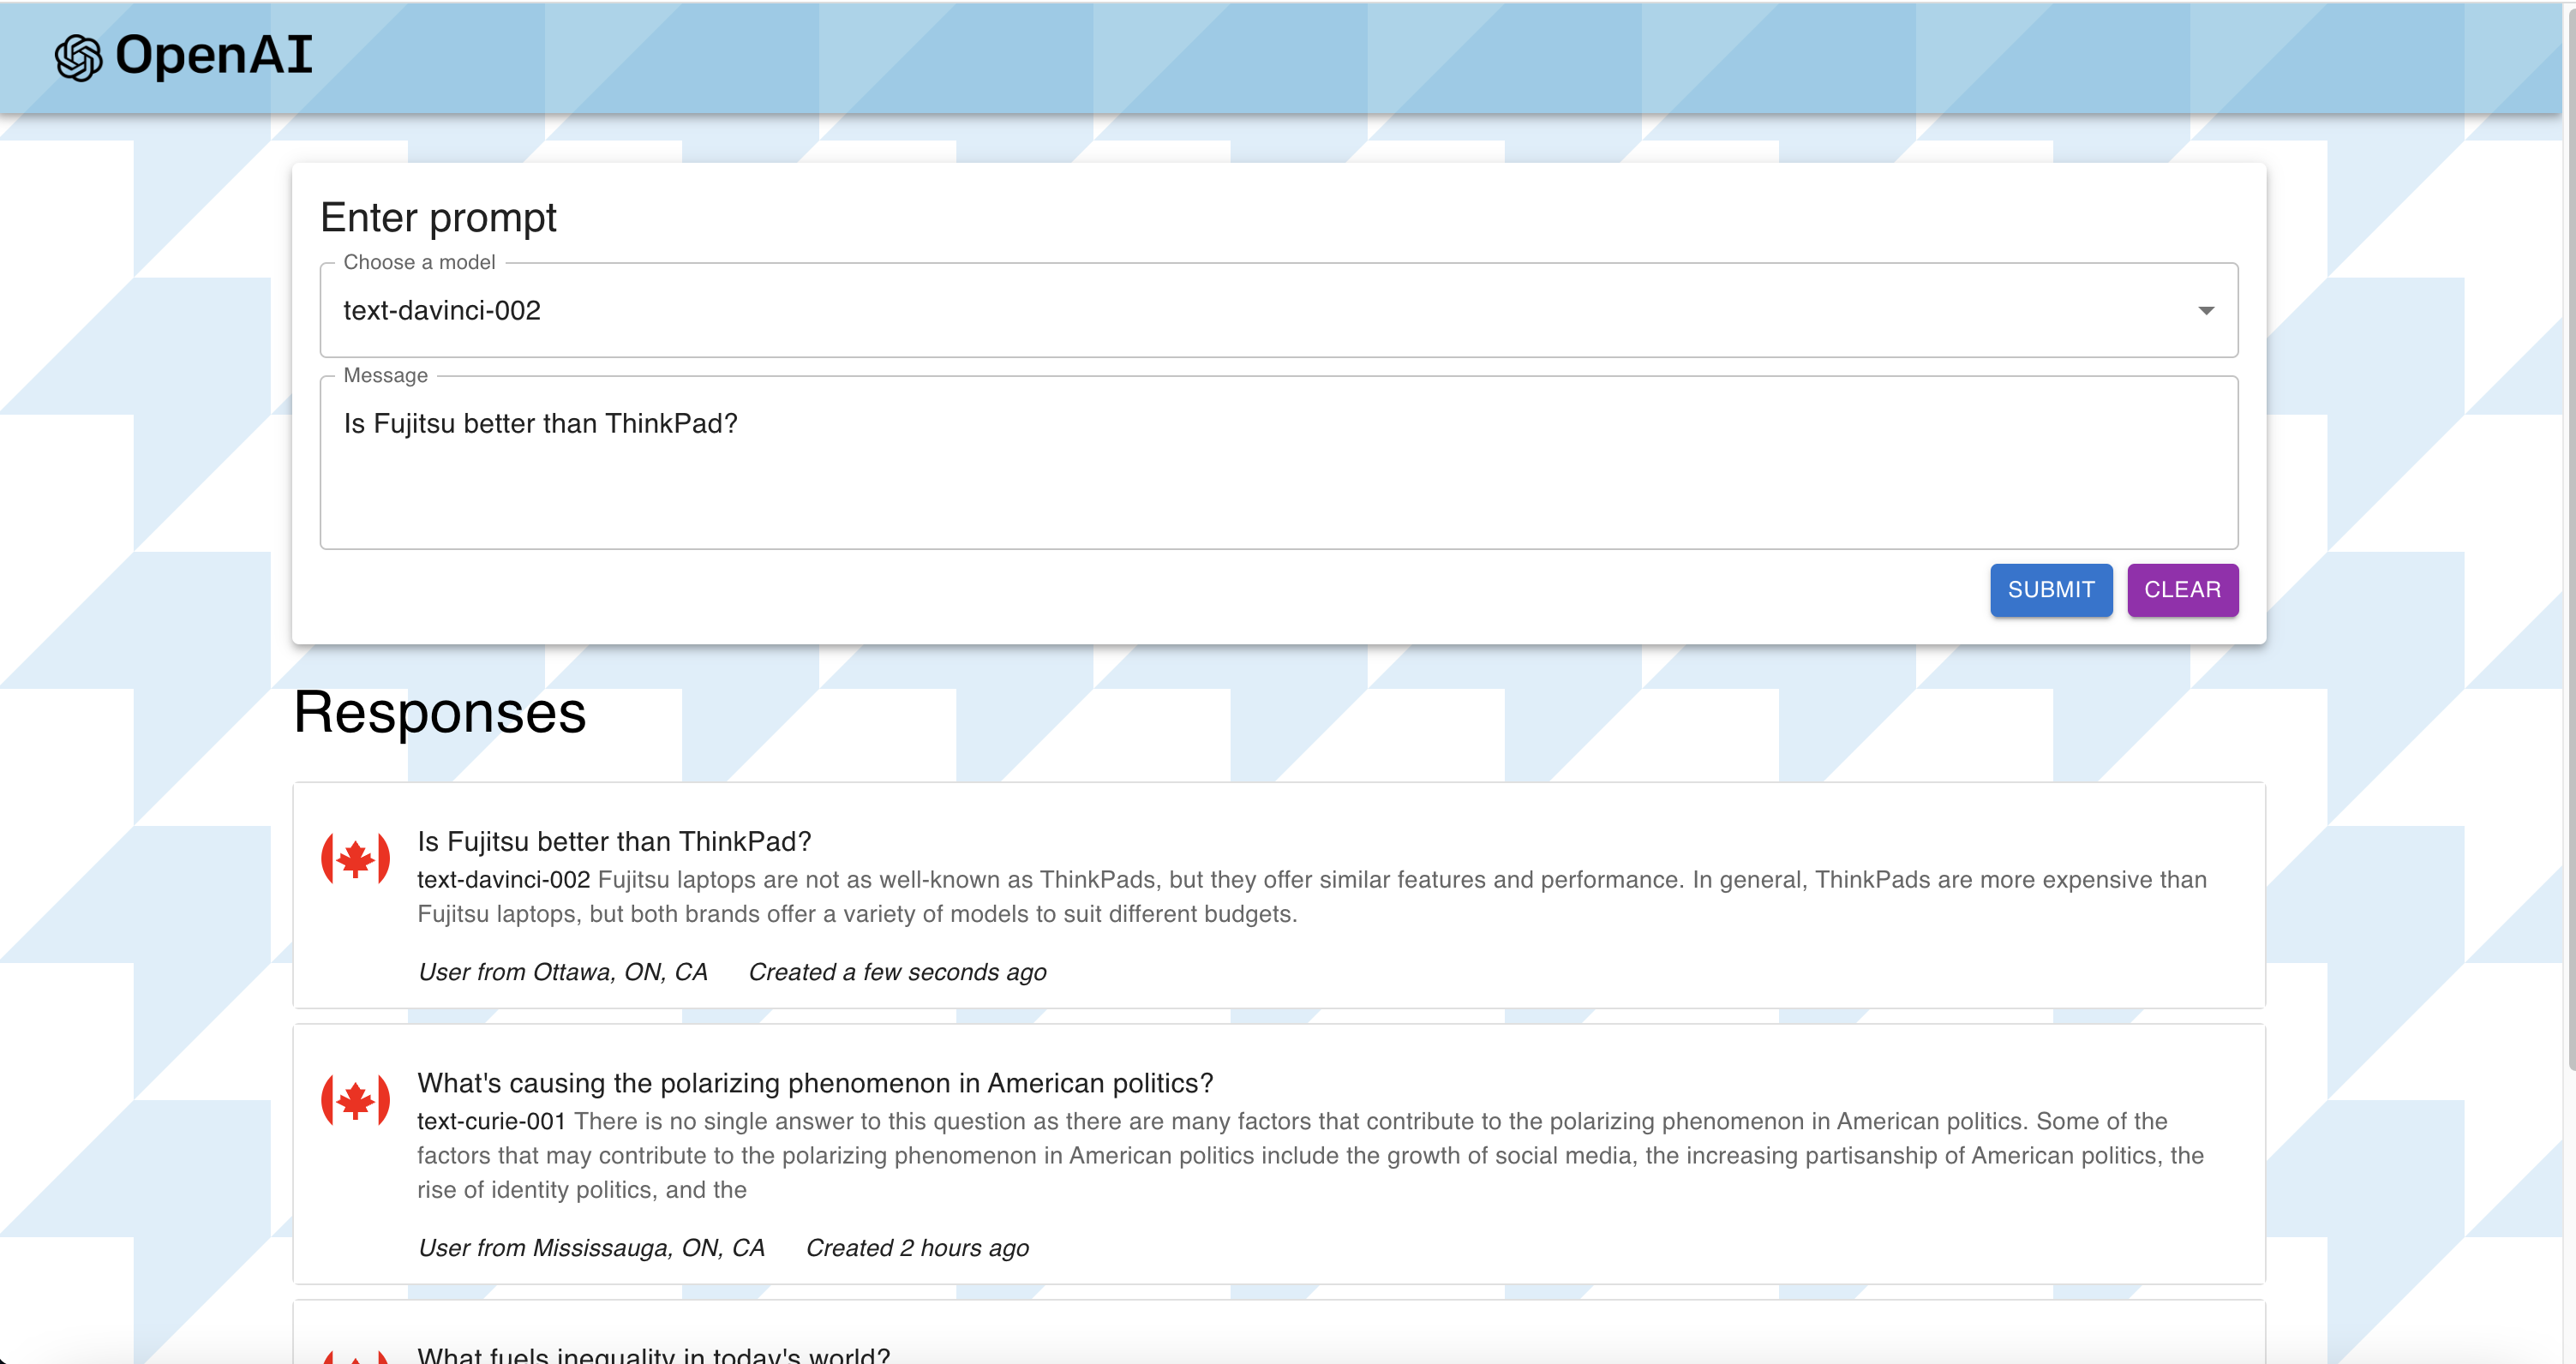 OpenAI
Enter prompt
Choose a model
text-davinci-002
Message
Is Fujitsu better than ThinkPad?
SUBMIT CLEAR
Responses
Is Fujitsu better than ThinkPad?
text-davinci-002 Fujitsu laptops are not as well-known as ThinkPads, but they offer similar features and performance. In general, ThinkPads are more expensive than
Fujitsu laptops, but both brands offer a variety of models to suit different budgets.
User from Ottawa, ON, CA Created a few seconds ago
What's causing the polarizing phenomenon in American politics?
text-curie-001 There is no single answer to this question as there are many factors that contribute to the polarizing phenomenon in American politics. Some of the
factors that may contribute to the polarizing phenomenon in American politics include the growth of social media, the increasing partisanship of American politics, the
rise of identity politics, and the
User from Mississauga, ON, CA Created 2 hours ago
What fuels inequality in today's world?